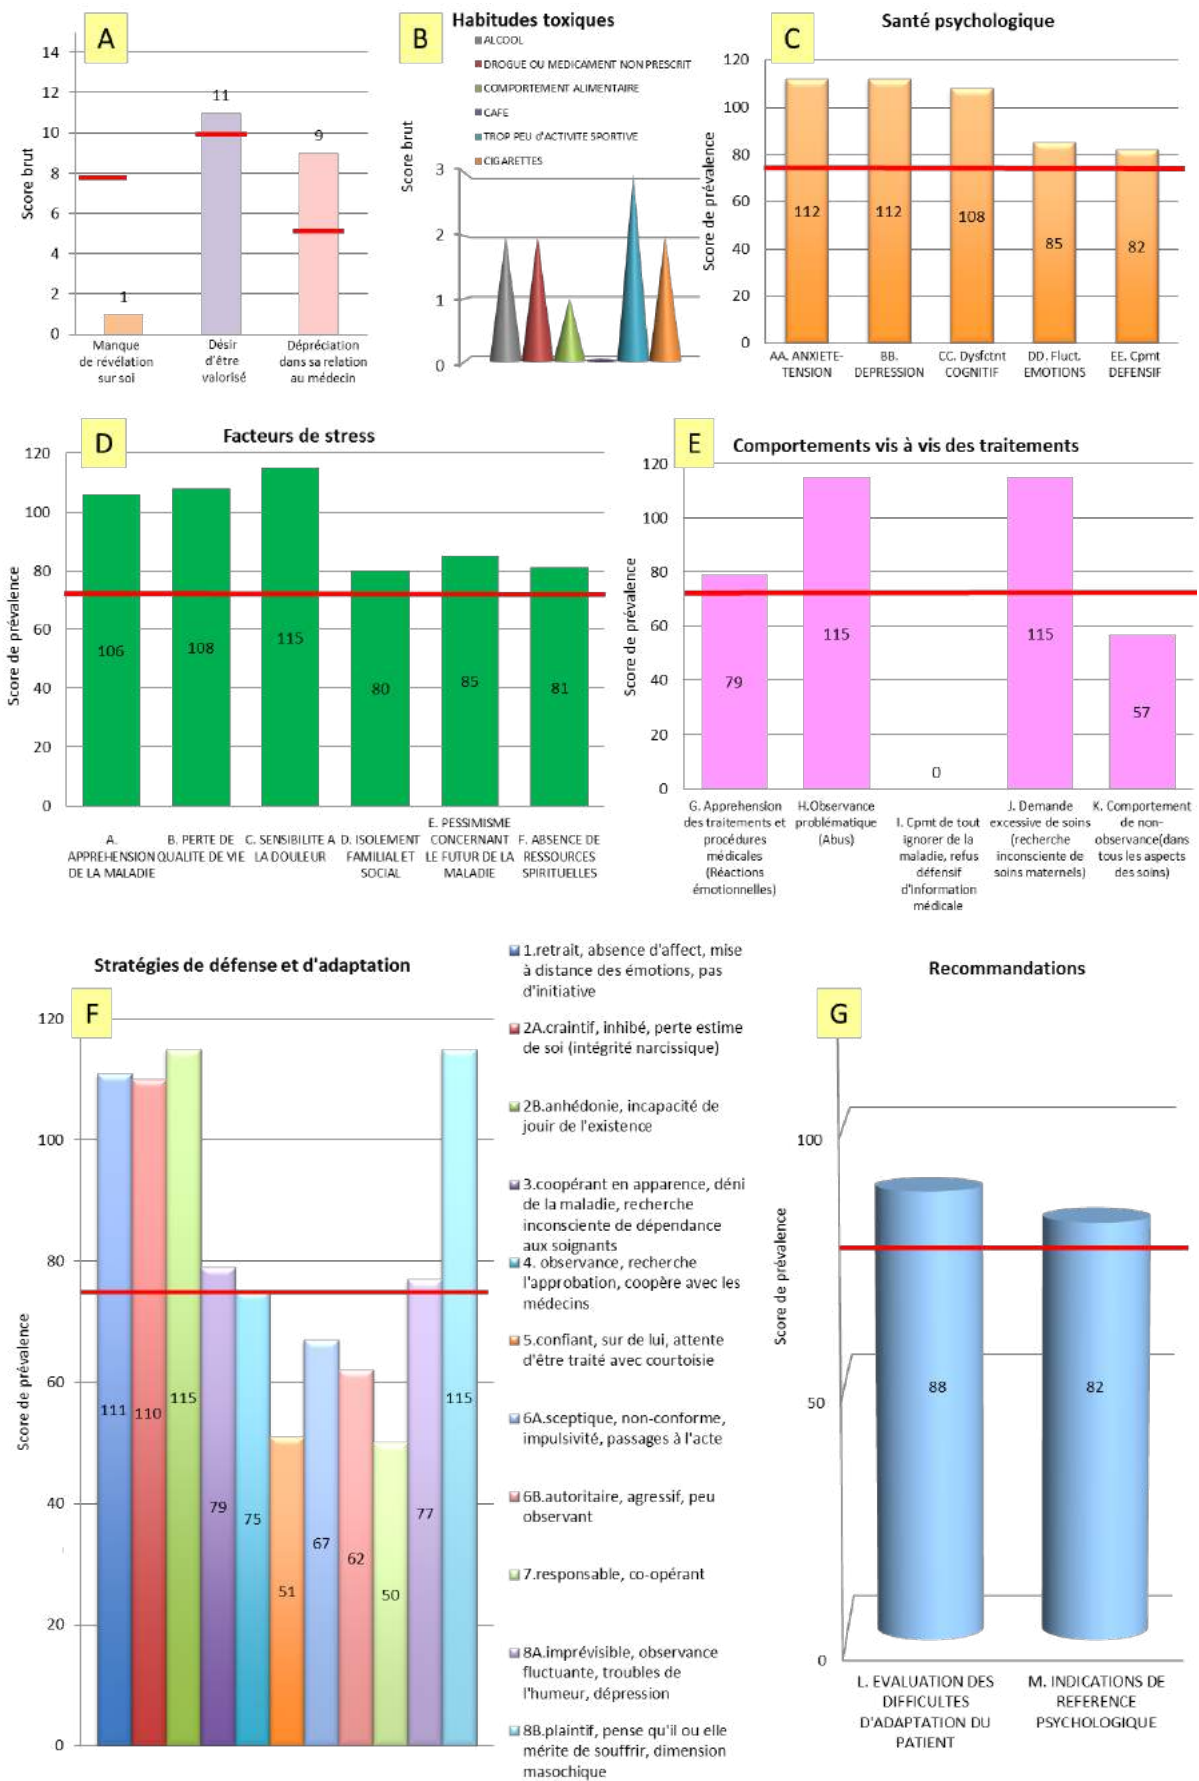 A
14
12
10
8
6
4
2
0
Score brut
1
11
9
Manque
de révélation
sur soi
Désir
d'être
valorisé
Dépréciation
dans sa relation
au médecin
B
Habitudes toxiques
ALCOOL
DROGUE OU MEDICAMENT NON PRESCRIT
COMPORTEMENT ALIMENTAIRE
CAFE
TROP PEU d'ACTIVITE SPORTIVE
CIGARETTES
Score brut
3
2
1
0
C
Santé psychologique
120
100
80
60
40
20
0
Score de prévalence
112
112
108
85
82
AA. ANXIETE-
TENSION
BB.
DEPRESSION
CC. Dysfctnt
COGNITIF
DD. Fluct.
EMOTIONS
EE. Cpmt
DEFENSIF
D
Facteurs de stress
120
100
80
60
40
20
0
Score de prévalence
106
108
115
80
85
81
A.
APPREHENSION
DE LA MALADIE
B. PERTE DE
QUALITE DE VIE
C. SENSIBILITE A
LA DOULEUR
D. ISOLEMENT
FAMILIAL ET
SOCIAL
E. PESSIMISME
CONCERNANT
LE FUTUR DE LA
MALADIE
F. ABSENCE DE
RESSOURCES
SPIRITUELLES
E
Comportements vis à vis des traitements
120
100
80
60
40
20
0
Score de prévalence
79
115
0
115
57
G. Apprehension
des traitements et
procédures
médicales
(Réactions
émotionnelles)
H.Observance
problématique
(Abus)
I. Cpmt de tout
ignorer de la
maladie, refus
défensif
d'information
médicale
J. Demande
excessive de soins
(recherche
inconsciente de
soins maternels)
K. Comportement
de non-
observance(dans
tous les aspects
des soins)
F
Stratégies de défense et d'adaptation
120
100
80
60
40
20
0
Score de prévalence
111
110
115
79
75
51
67
62
50
77
115
1.retrait, absence d'affect, mise
à distance des émotions, pas
d'initiative
2A.craintif, inhibé, perte estime
de soi (intégrité narcissique)
2B.anhédonie, incapacité de
jouir de l'existence
3.coopérant en apparence, déni
de la maladie, recherche
inconsciente de dépendance
aux soignants
4. observance, recherche
l'approbation, coopère avec les
médecins
5.confiant, sur de lui, attente
d'être traité avec courtoisie
6A.sceptique, non-conforme,
impulsivité, passages à l'acte
6B.autoritaire, agressif, peu
observant
7.responsable, co-opérant
8A.imprévisible, observance
fluctuante, troubles de
l'humeur, dépression
8B.plaintif, pense qu'il ou elle
mérite de souffrir, dimension
masochique
G
Recommandations
100
50
0
Score de prévalence
88
82
L. EVALUATION DES
DIFFICULTES
D'ADAPTATION DU
PATIENT
M. INDICATIONS DE
REFERENCE
PSYCHOLOGIQUE